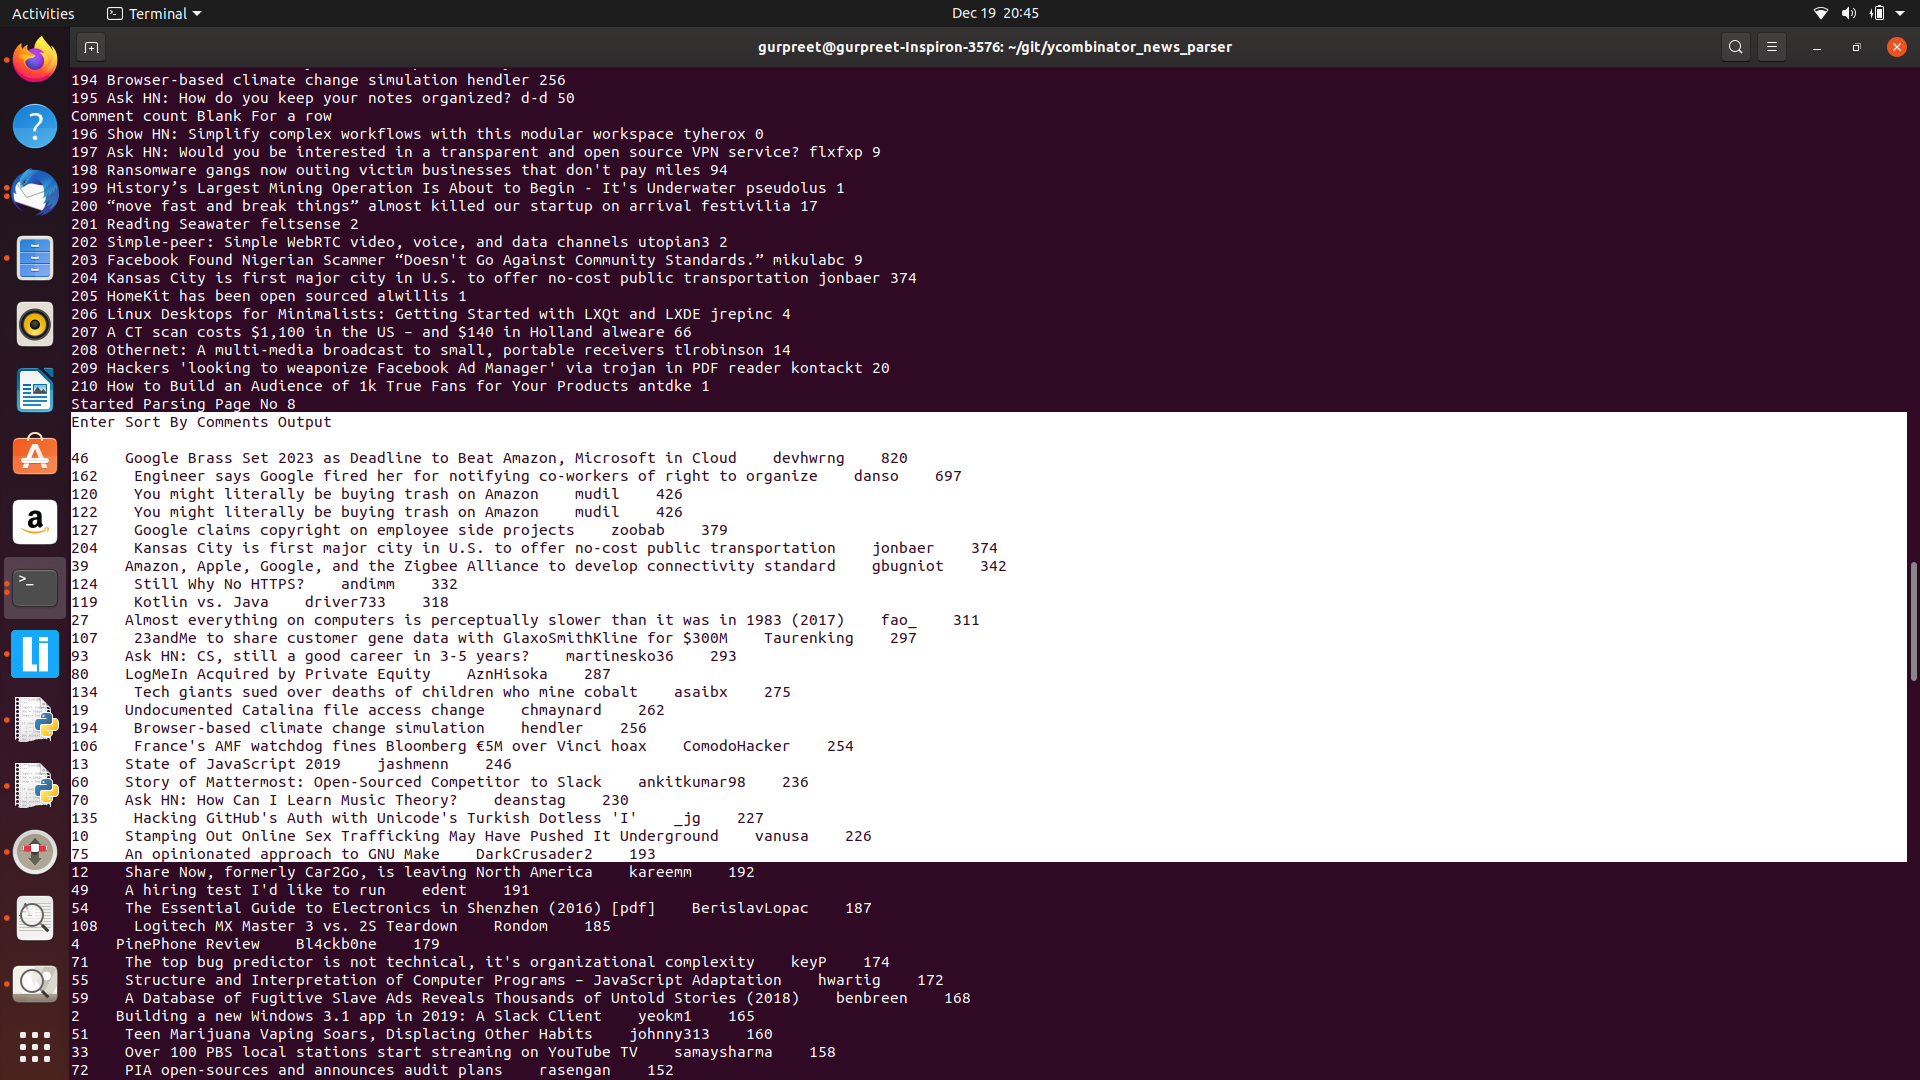 Activities
Terminal
Dec 19 20:45
gurpreet@gurpreet-Inspiron-3576: ~/git/ycombinator_news_parser
194 Browser-based climate change simulation hendler 256
195 Ask HN: How do you keep your notes organized? d-d 50
Comment count Blank For a row
196 Show HN: Simplify complex workflows with this modular workspace tyherox 0
197 Ask HN: Would you be interested in a transparent and open source VPN service? flxfxp 9
198 Ransomware gangs now outing victim businesses that don't pay miles 94
199 History’s Largest Mining Operation Is About to Begin - It's Underwater pseudolus 1
200 “move fast and break things” almost killed our startup on arrival festivilia 17
201 Reading Seawater feltsense 2
202 Simple-peer: Simple WebRTC video, voice, and data channels utopian3 2
203 Facebook Found Nigerian Scammer “Doesn't Go Against Community Standards.” mikulabc 9
204 Kansas City is first major city in U.S. to offer no-cost public transportation jonbaer 374
205 HomeKit has been open sourced alwillis 1
206 Linux Desktops for Minimalists: Getting Started with LXQt and LXDE jrepinc 4
207 A CT scan costs $1,100 in the US – and $140 in Holland alweare 66
208 Othernet: A multi-media broadcast to small, portable receivers tlrobinson 14
209 Hackers 'looking to weaponize Facebook Ad Manager' via trojan in PDF reader kontackt 20
210 How to Build an Audience of 1k True Fans for Your Products antdke 1
Started Parsing Page No 8
Enter Sort By Comments Output
46 Google Brass Set 2023 as Deadline to Beat Amazon, Microsoft in Cloud devhwrng 820
162 Engineer says Google fired her for notifying co-workers of right to organize danso 697
120 You might literally be buying trash on Amazon mudil 426
122 You might literally be buying trash on Amazon mudil 426
127 Google claims copyright on employee side projects zoobab 379
204 Kansas City is first major city in U.S. to offer no-cost public transportation jonbaer 374
39 Amazon, Apple, Google, and the Zigbee Alliance to develop connectivity standard gbugniot 342
124 Still Why No HTTPS? andimm 332
119 Kotlin vs. Java driver733 318
27 Almost everything on computers is perceptually slower than it was in 1983 (2017) fao_ 311
107 23andMe to share customer gene data with GlaxoSmithKline for $300M Taurenking 297
93 Ask HN: CS, still a good career in 3-5 years? martinesko36 293
80 LogMeIn Acquired by Private Equity AznHisoka 287
134 Tech giants sued over deaths of children who mine cobalt asaibx 275
19 Undocumented Catalina file access change chmaynard 262
194 Browser-based climate change simulation hendler 256
106 France's AMF watchdog fines Bloomberg €5M over Vinci hoax ComodoHacker 254
13 State of JavaScript 2019 jashmenn 246
60 Story of Mattermost: Open-Sourced Competitor to Slack ankitkumar98 236
70 Ask HN: How Can I Learn Music Theory? deanstag 230
135 Hacking GitHub's Auth with Unicode's Turkish Dotless 'I' _jg 227
10 Stamping Out Online Sex Trafficking May Have Pushed It Underground vanusa 226
75 An opinionated approach to GNU Make DarkCrusader2 193
12 Share Now, formerly Car2Go, is leaving North America kareemm 192
49 A hiring test I'd like to run edent 191
54 The Essential Guide to Electronics in Shenzhen (2016) [pdf] BerislavLopac 187
108 Logitech MX Master 3 vs. 2S Teardown Rondom 185
4 PinePhone Review Bl4ckb0ne 179
71 The top bug predictor is not technical, it's organizational complexity keyP 174
55 Structure and Interpretation of Computer Programs – JavaScript Adaptation hwartig 172
59 A Database of Fugitive Slave Ads Reveals Thousands of Untold Stories (2018) benbreen 168
2 Building a new Windows 3.1 app in 2019: A Slack Client yeokm1 165
51 Teen Marijuana Vaping Soars, Displacing Other Habits johnny313 160
33 Over 100 PBS local stations start streaming on YouTube TV samaysharma 158
72 PIA open-sources and announces audit plans rasengan 152